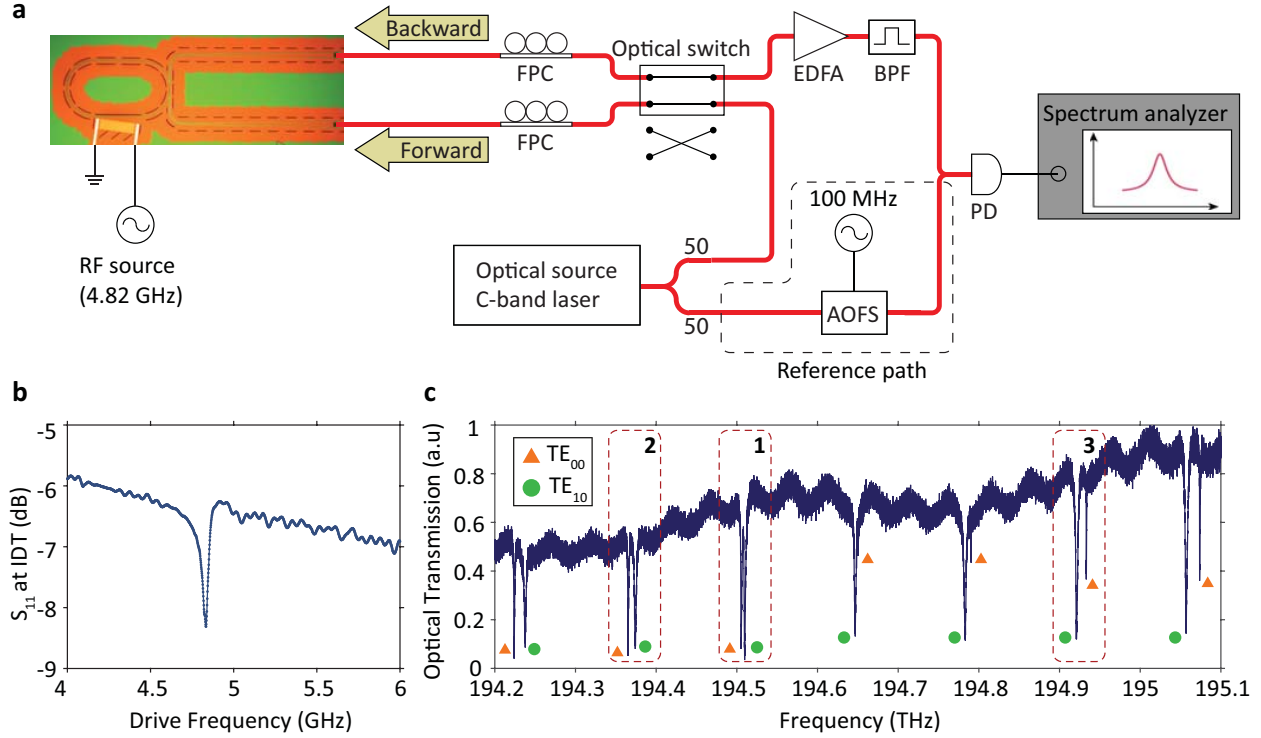 a
Backward
FPC
Optical switch
EDFA
BPF
Forward
FPC
Spectrum analyzer
PD
RF source
(4.82 GHz)
100 MHz
50
Optical source
C-band laser
50
AOFS
Reference path
b
-5
-6
-7
-8
-9
S11 at IDT (dB)
4
4.5
5
5.5
6
Drive Frequency (GHz)
c
1
0.8
0.6
0.4
0.2
0
Optical Transmission (a.u)
TE00
TE10
2
1
3
194.2
194.3
194.4
194.5
194.6
194.7
194.8
194.9
195
195.1
Frequency (THz)